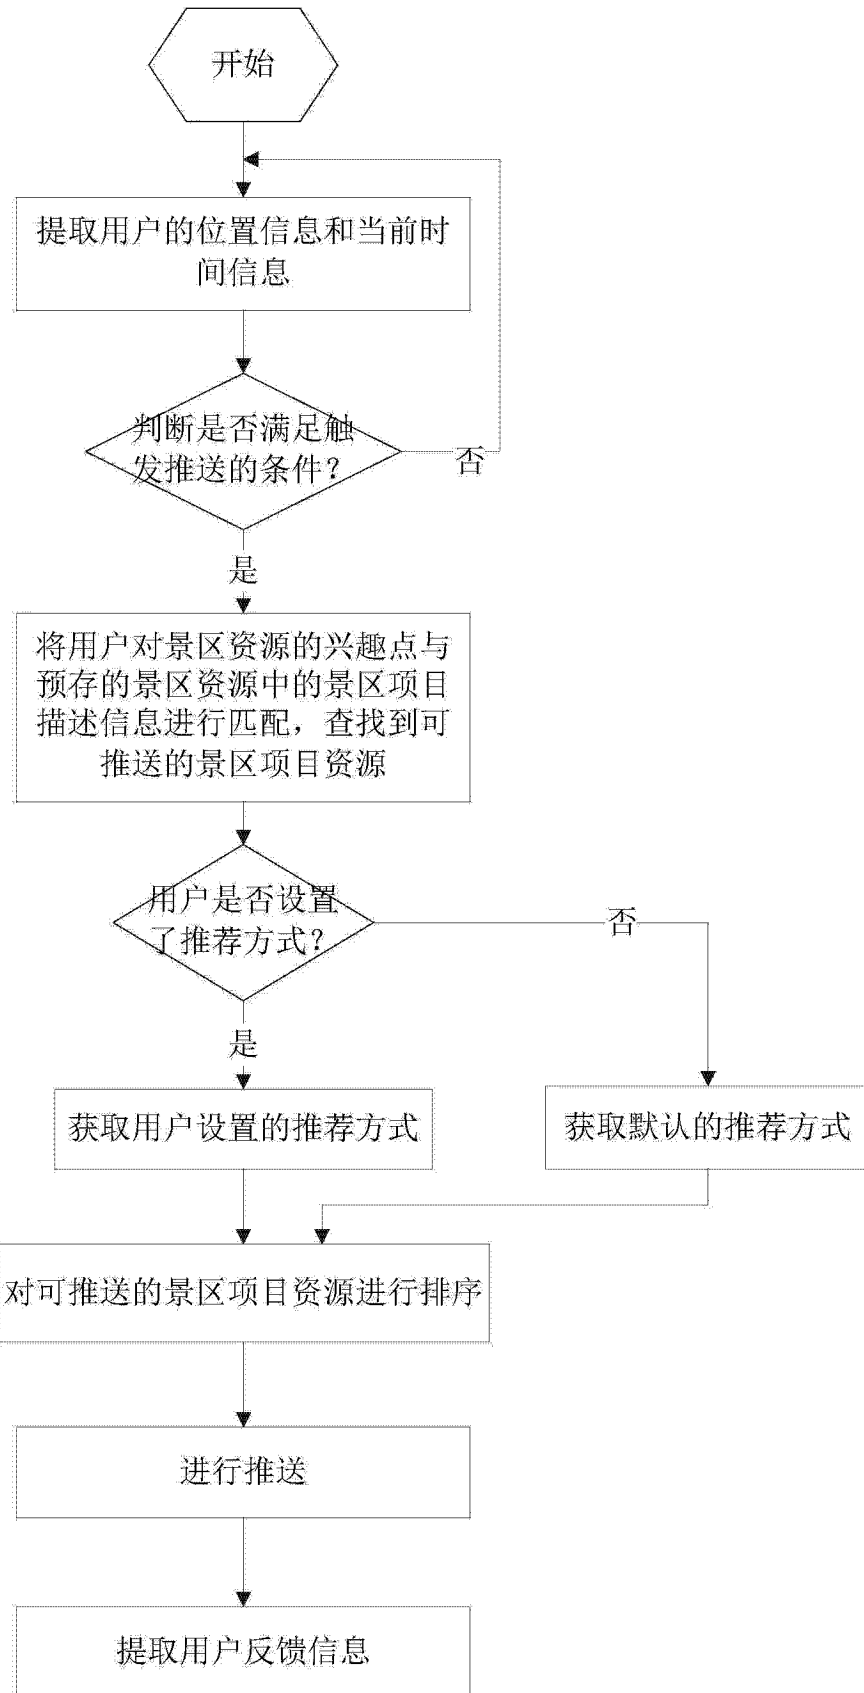 开始
提取用户的位置信息和当前时
间信息
判断是否满足触
发推送的条件？
否
是
将用户对景区资源的兴趣点与
预存的景区资源中的景区项目
描述信息进行匹配，查找到可
推送的景区项目资源
用户是否设置
了推荐方式？
否
是
获取用户设置的推荐方式
获取默认的推荐方式
对可推送的景区项目资源进行排序
进行推送
提取用户反馈信息